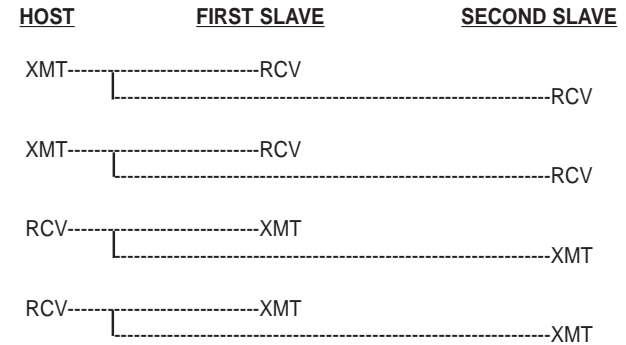 HOST FIRST SLAVE SECOND SLAVE
XMT RCV
RCV
XMT RCV
RCV
RCV XMT
XMT
RCV XMT
XMT